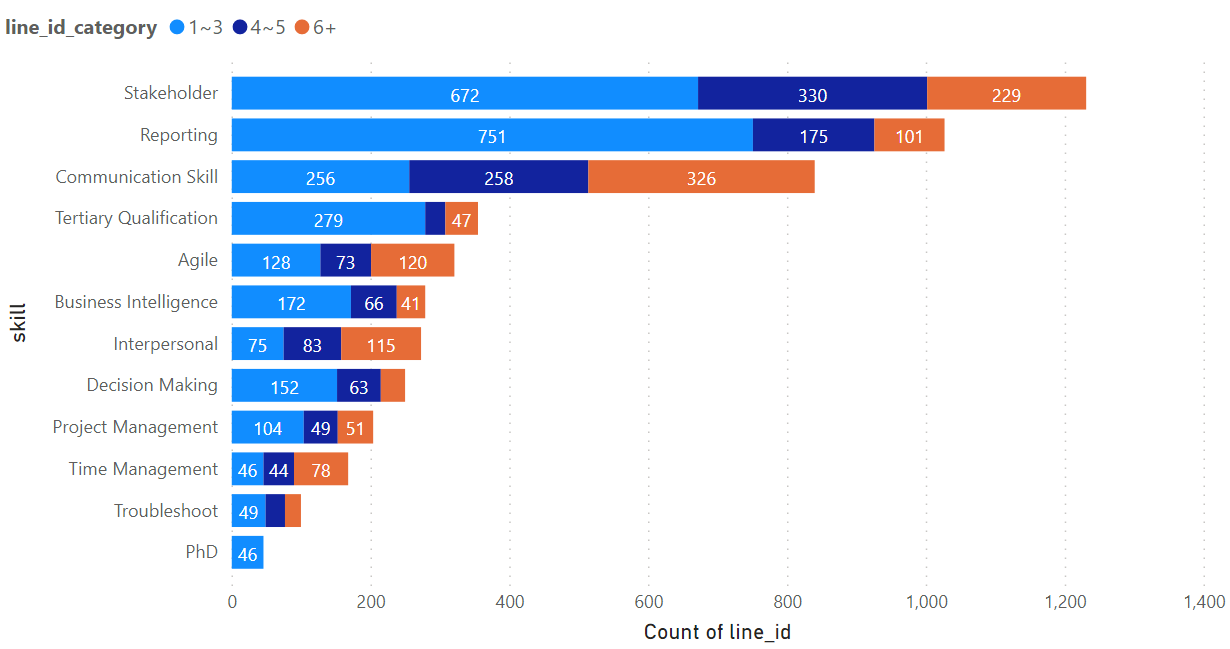 line_id_category 1~3 4~5 6+
Stakeholder 672 330 229
Reporting 751 175 101
Communication Skill 256 258 326
Tertiary Qualification 279 47
Agile 128 73 120
Business Intelligence 172 66 41
Interpersonal 75 83 115
Decision Making 152 63
Project Management 104 49 51
Time Management 46 44 78
Troubleshoot 49
PhD 46
skill
0 200 400 600 800 1,000 1,200 1,400
Count of line_id